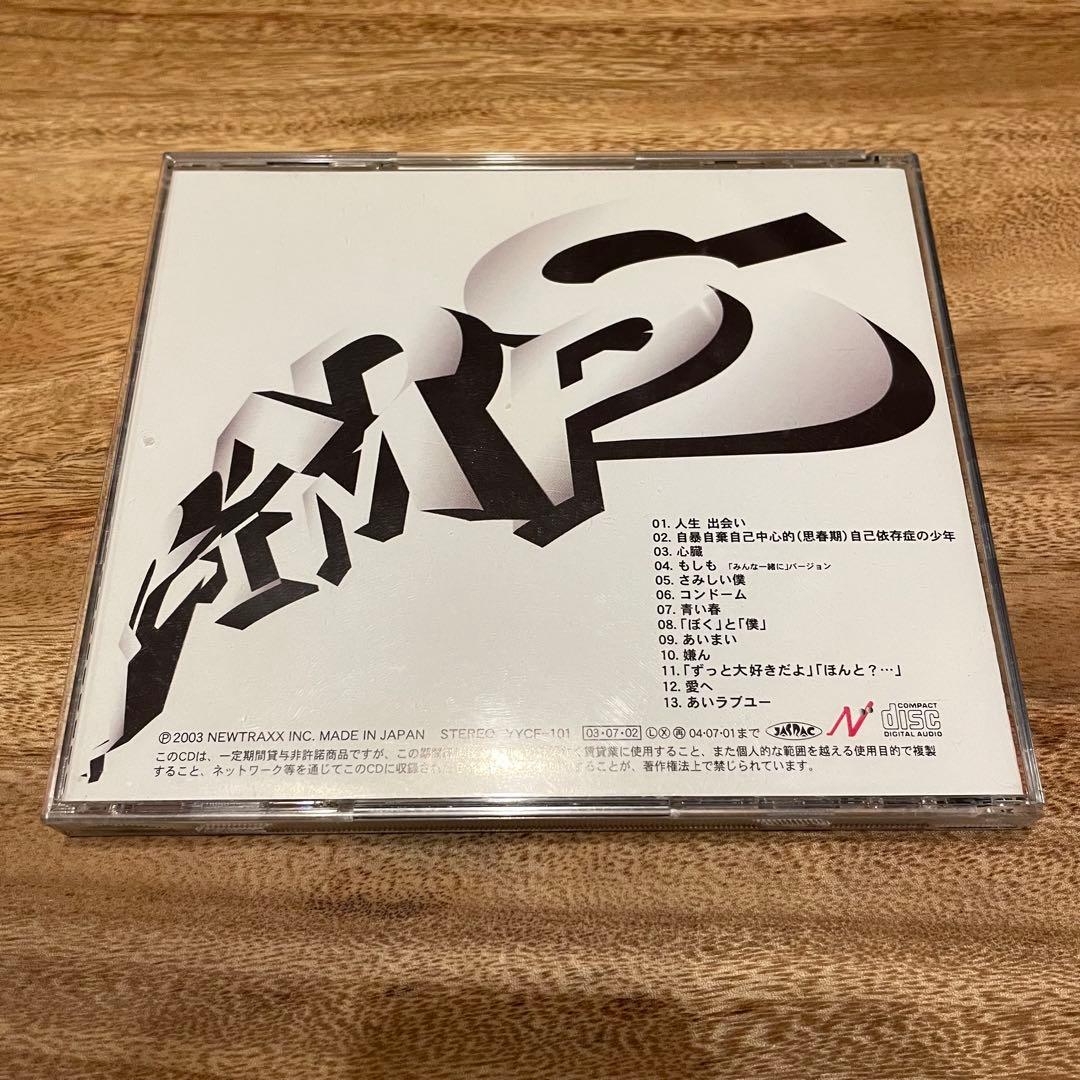 01. 人生 出会い
02. 自暴自棄自己中心的(思春期)自己依存症の少年
03. 心臓
04. もしも 「みんな一緒に」バージョン
05. さみしい僕
06. コンドーム
07. 青い春
08.「ぼく」と「僕」
09. あいまい
10. 嫌ん
11.「ずっと大好きだよ」「ほんと?…」
12. 愛へ
13. あいラブユー
N
COMPACT
disc
DIGITAL AUDIO
Ⓟ2003 NEWTRAXX INC. MADE IN JAPAN STEREO YYCF-101 03・07・02 Ⓛ Ⓧ ㊮ 04・07・01まで JASRAC
このCDは、一定期間貸与非許諾商品ですが、この 賃貸業に使用すること、また個人的な範囲を越える使用目的で複製
すること、ネットワーク等を通じてこのCDに収録された ことが、著作権法上で禁じられています。